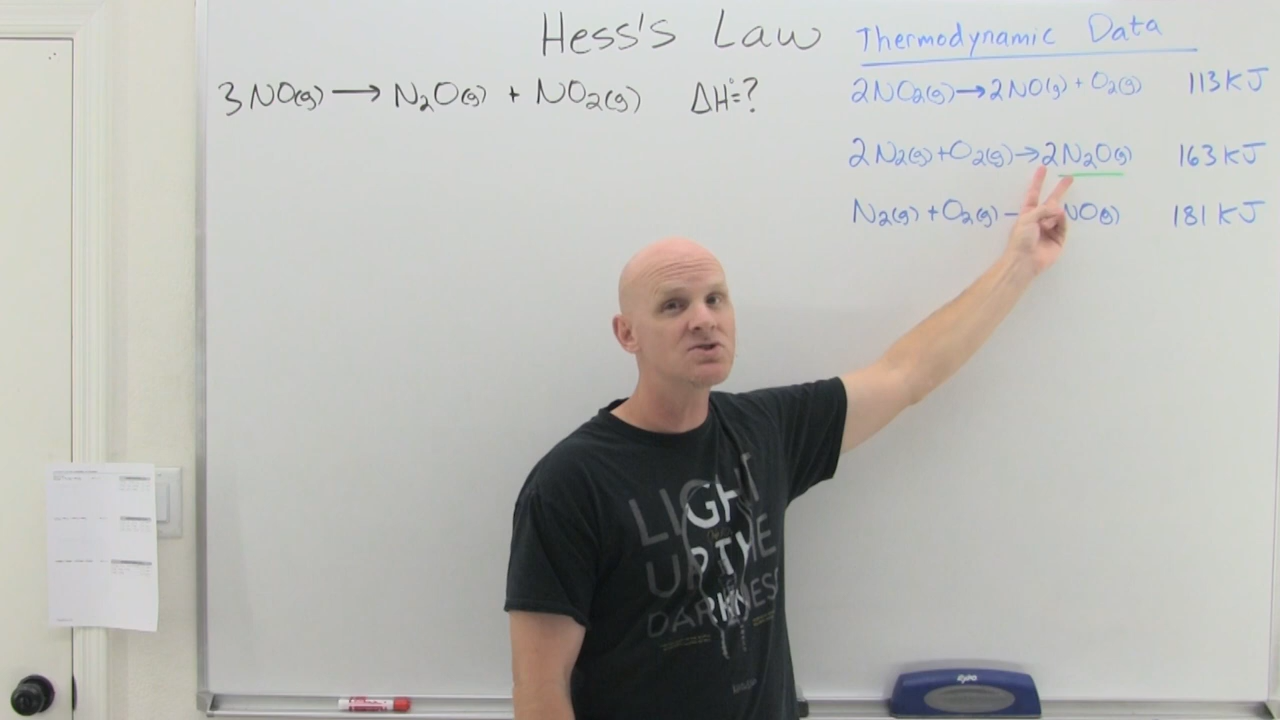 Hess's Law
3NO(g) → N₂O(g) + NO₂(g) ΔH°=?
Thermodynamic Data
2NO₂(g) → 2NO(g) + O₂(g) 113 kJ
2N₂(g) + O₂(g) → 2N₂O(g) 163 kJ
N₂(g) + O₂(g) – NO(g) 181 kJ
LIGHT
UP THE
DARKNESS
EXPO